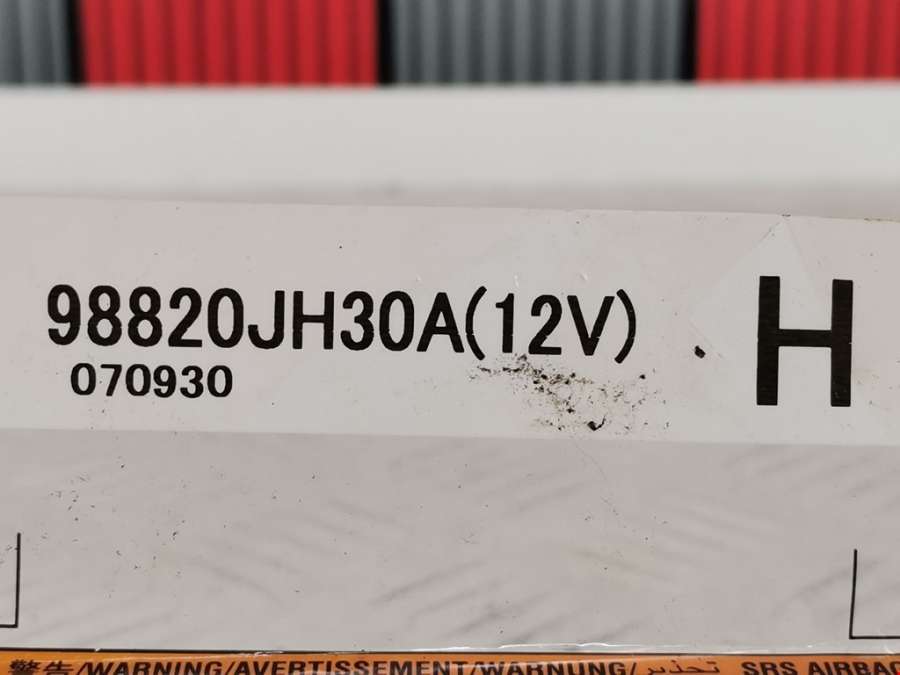 98820JH30A(12V) H
070930
警告/WARNING/AVERTISSEMENT/WARNUNG/تحذير SRS AIRBAG